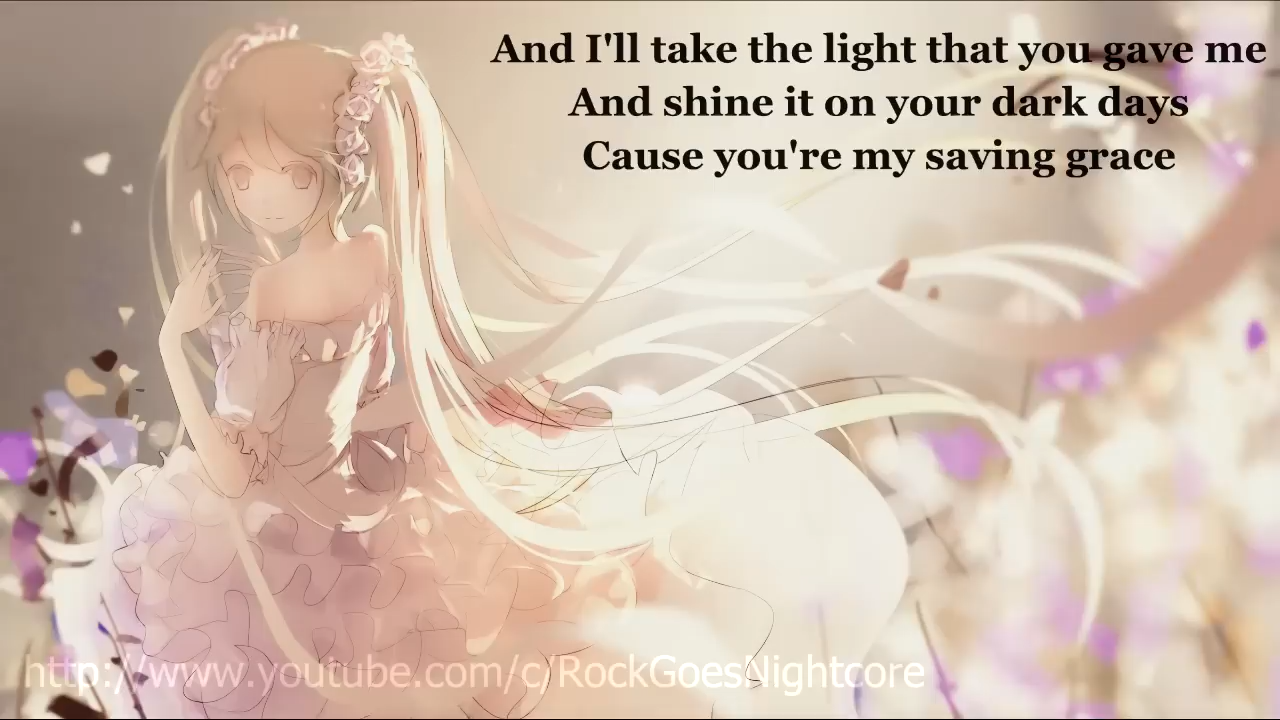 And I'll take the light that you gave me
And shine it on your dark days
Cause you're my saving grace
http://www.youtube.com/c/RockGoesNightcore